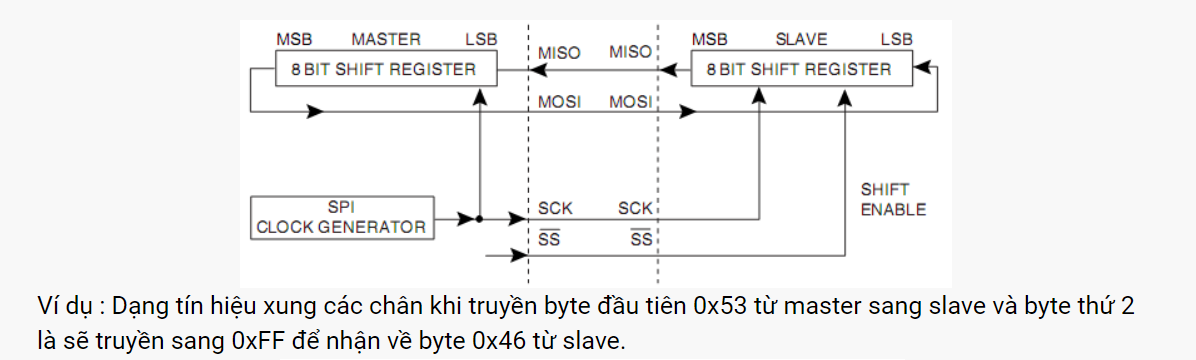 MSB MASTER LSB
8 BIT SHIFT REGISTER
MISO MISO
MSB SLAVE LSB
8 BIT SHIFT REGISTER
MOSI MOSI
SPI
CLOCK GENERATOR
SCK SCK
SS SS
SHIFT
ENABLE
Ví dụ : Dạng tín hiệu xung các chân khi truyền byte đầu tiên 0x53 từ master sang slave và byte thứ 2
là sẽ truyền sang 0xFF để nhận về byte 0x46 từ slave.